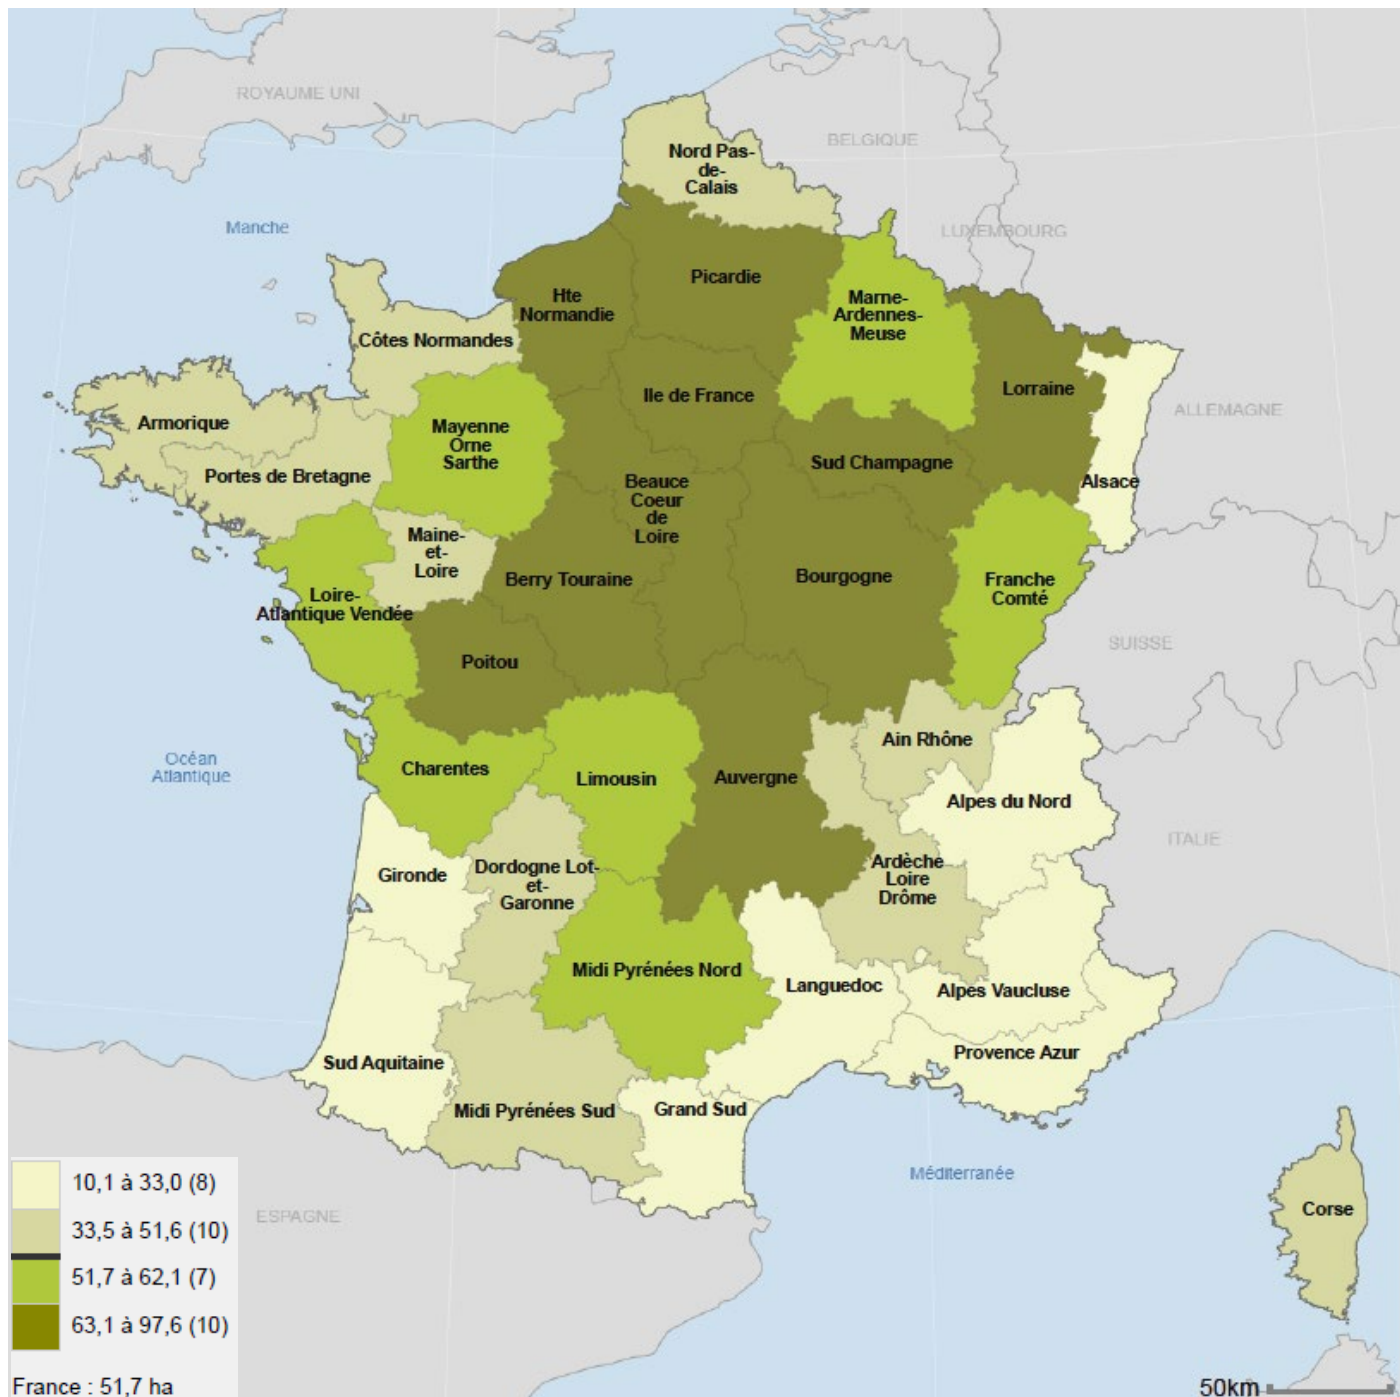 ROYAUME UNI
BELGIQUE
Nord Pas-
de-
Calais
Manche
LUXEMBOURG
Picardie
Hte
Normandie
Marne-
Ardennes-
Meuse
Côtes Normandes
Ile de France
Lorraine
ALLEMAGNE
Armorique
Mayenne
Orne
Sarthe
Portes de Bretagne
Sud Champagne
Alsace
Beauce
Coeur
de
Loire
Maine-
et-
Loire
Berry Touraine
Bourgogne
Franche
Comté
Loire-
Atlantique Vendée
SUISSE
Poitou
Ain Rhône
Océan
Atlantique
Charentes
Limousin
Auvergne
Alpes du Nord
ITALIE
Gironde
Dordogne Lot-
et-
Garonne
Ardèche
Loire
Drôme
Midi Pyrénées Nord
Languedoc
Alpes Vaucluse
Sud Aquitaine
Provence Azur
Midi Pyrénées Sud
Grand Sud
Méditerranée
ESPAGNE
Corse
10,1 à 33,0 (8)
33,5 à 51,6 (10)
51,7 à 62,1 (7)
63,1 à 97,6 (10)
France : 51,7 ha
50km